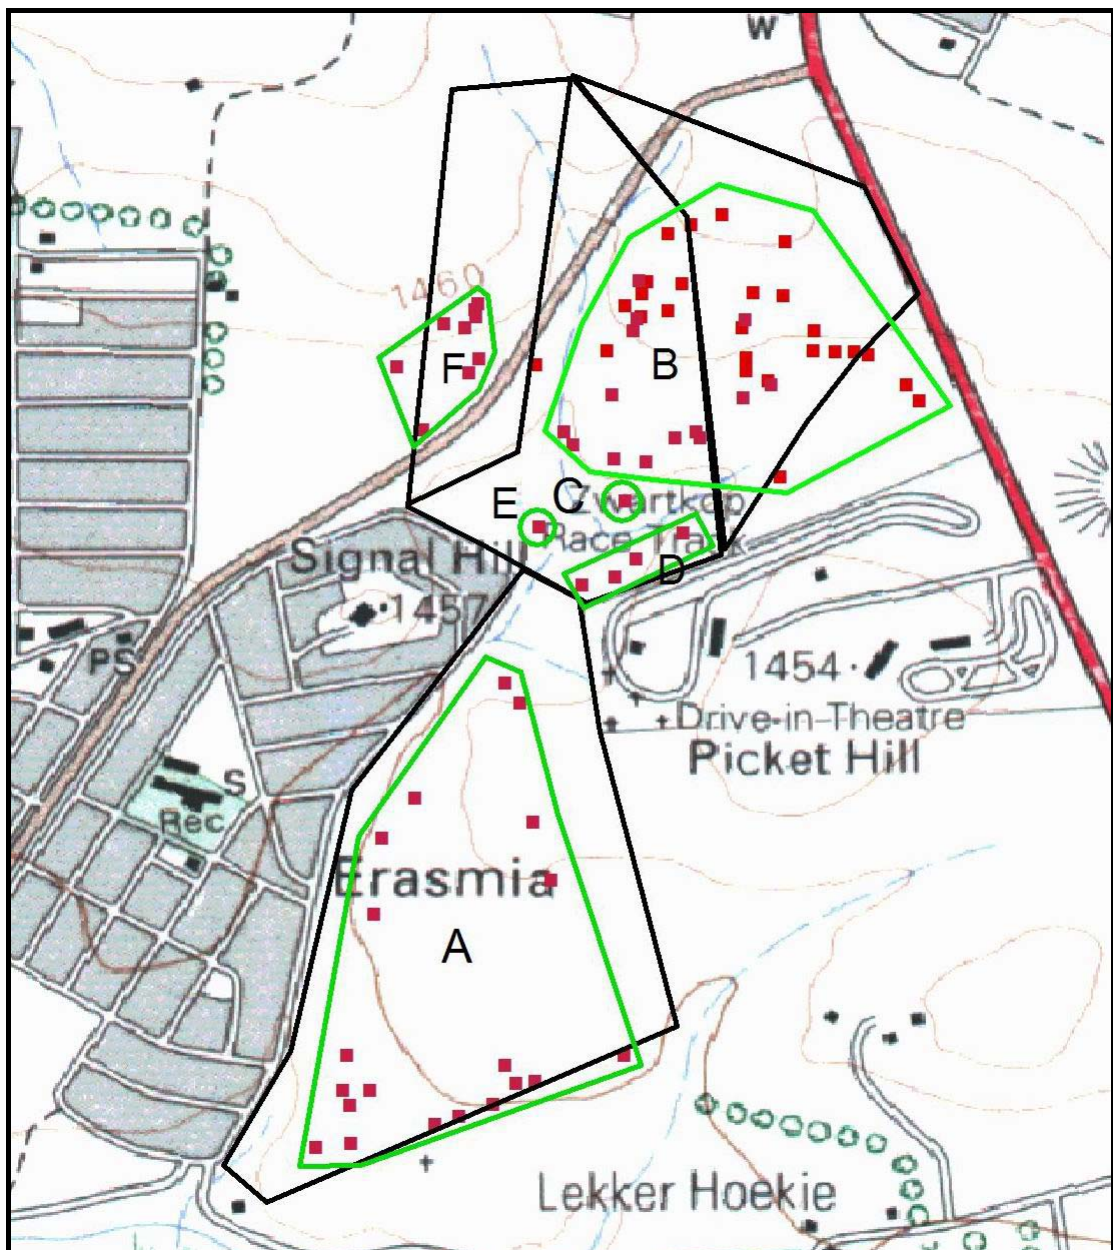 W
1460
B
F
C
E
Zwartkop
Race Track
D
Signal Hill
1457
PS
1454
Drive-in-Theatre
Picket Hill
S
Rec
Erasmia
A
Lekker Hoekie